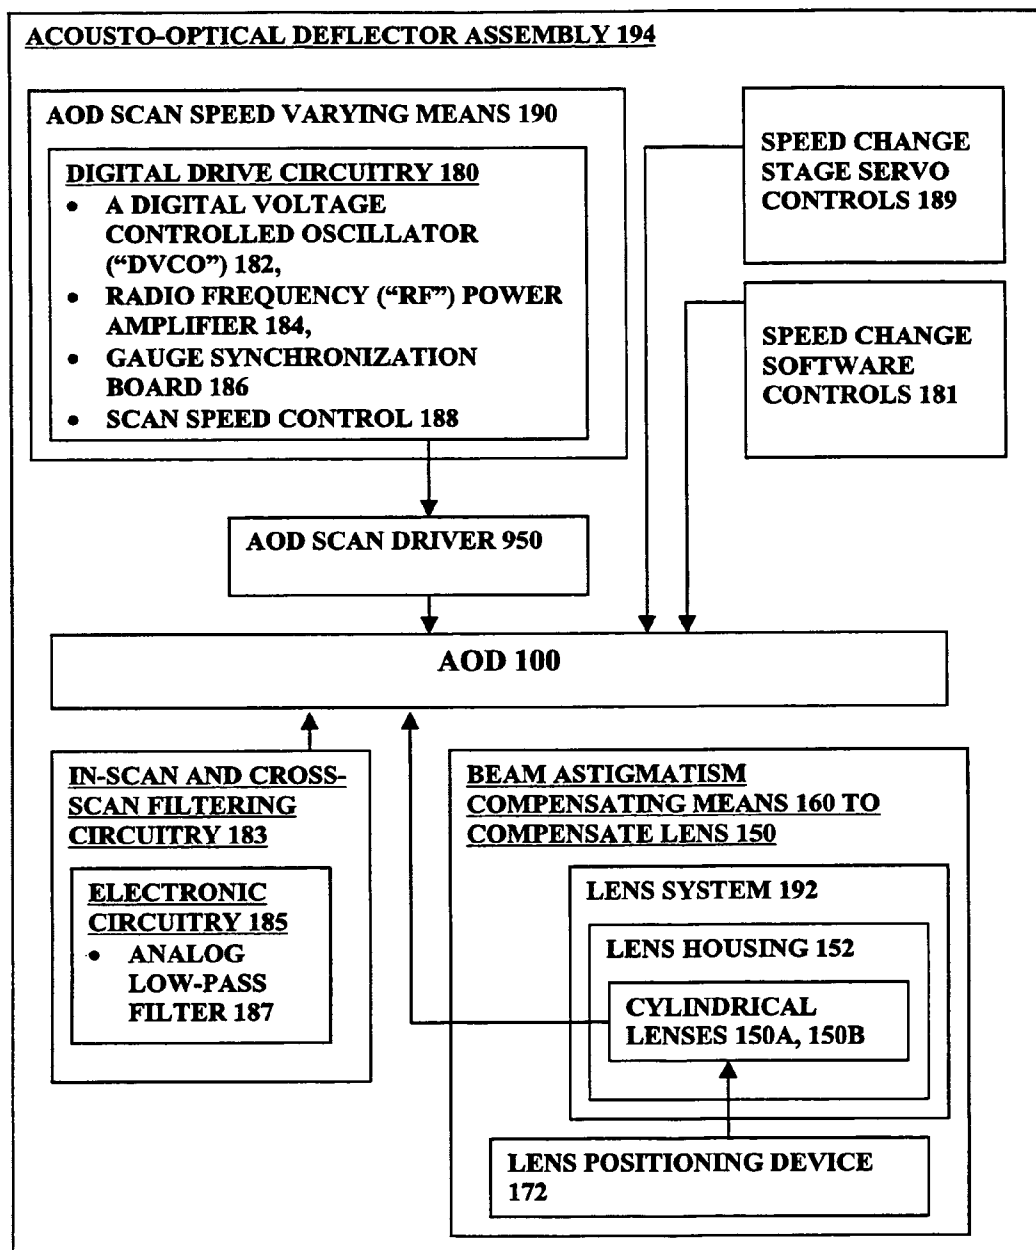 ACOUSTO-OPTICAL DEFLECTOR ASSEMBLY 194
AOD SCAN SPEED VARYING MEANS 190
DIGITAL DRIVE CIRCUITRY 180
• A DIGITAL VOLTAGE
CONTROLLED OSCILLATOR
(“DVCO”) 182,
• RADIO FREQUENCY (“RF”) POWER
AMPLIFIER 184,
• GAUGE SYNCHRONIZATION
BOARD 186
• SCAN SPEED CONTROL 188
SPEED CHANGE
STAGE SERVO
CONTROLS 189
SPEED CHANGE
SOFTWARE
CONTROLS 181
AOD SCAN DRIVER 950
AOD 100
IN-SCAN AND CROSS-
SCAN FILTERING
CIRCUITRY 183
ELECTRONIC
CIRCUITRY 185
• ANALOG
LOW-PASS
FILTER 187
BEAM ASTIGMATISM
COMPENSATING MEANS 160 TO
COMPENSATE LENS 150
LENS SYSTEM 192
LENS HOUSING 152
CYLINDRICAL
LENSES 150A, 150B
LENS POSITIONING DEVICE
172